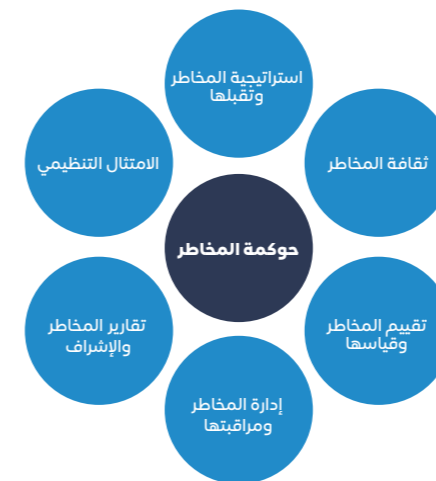 استراتيجية المخاطر
وتقبلها
ثقافة المخاطر
الامتثال التنظيمي
حوكمة المخاطر
تقييم المخاطر
وقياسها
تقارير المخاطر
والإشراف
إدارة المخاطر
ومراقبتها